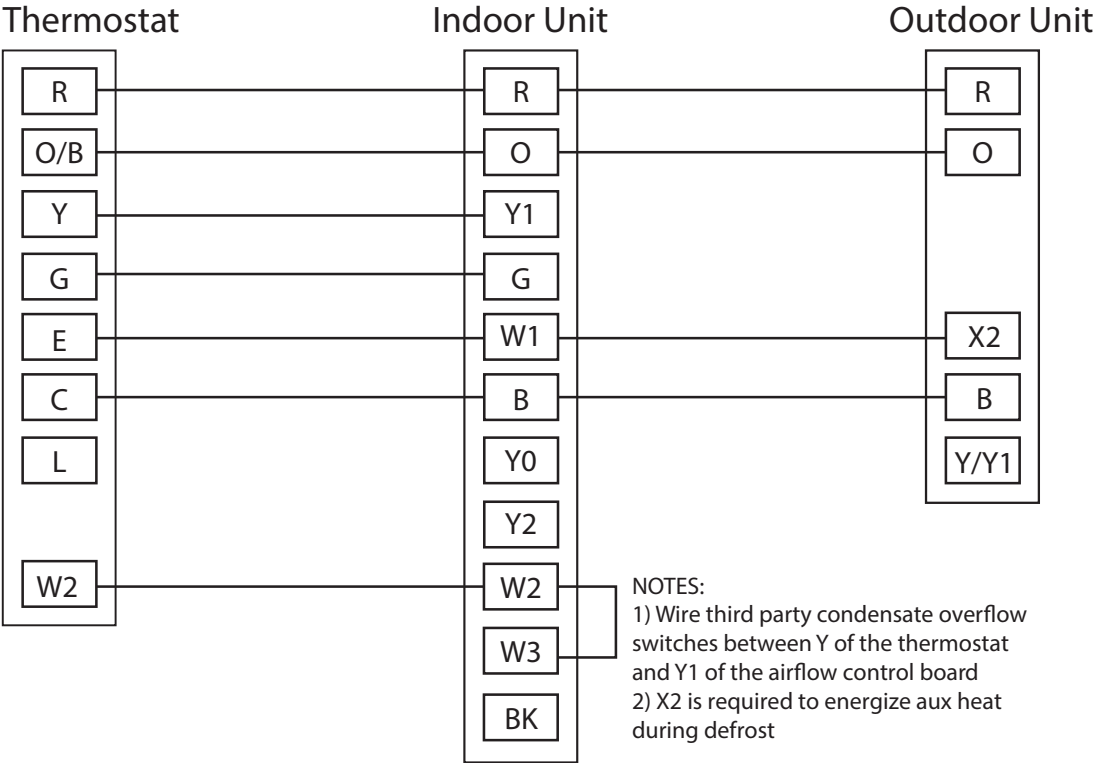 Thermostat
Indoor Unit
Outdoor Unit
R
R
R
O/B
O
O
Y
Y1
G
G
E
W1
X2
C
B
B
L
Y0
Y/Y1
Y2
W2
W2
W3
BK
NOTES:
1) Wire third party condensate overflow
switches between Y of the thermostat
and Y1 of the airflow control board
2) X2 is required to energize aux heat
during defrost